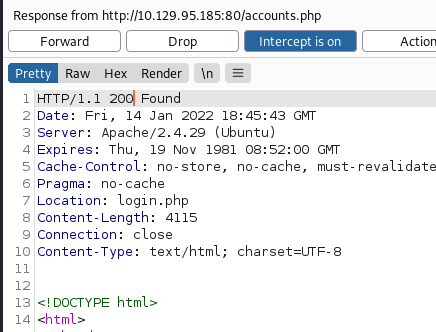 Response from http://10.129.95.185:80/accounts.php
Forward Drop Intercept is on Action
Pretty Raw Hex Render \n
1 HTTP/1.1 200 Found
2 Date: Fri, 14 Jan 2022 18:45:43 GMT
3 Server: Apache/2.4.29 (Ubuntu)
4 Expires: Thu, 19 Nov 1981 08:52:00 GMT
5 Cache-Control: no-store, no-cache, must-revalidate
6 Pragma: no-cache
7 Location: login.php
8 Content-Length: 4115
9 Connection: close
10 Content-Type: text/html; charset=UTF-8
11
12
13 <!DOCTYPE html>
14 <html>